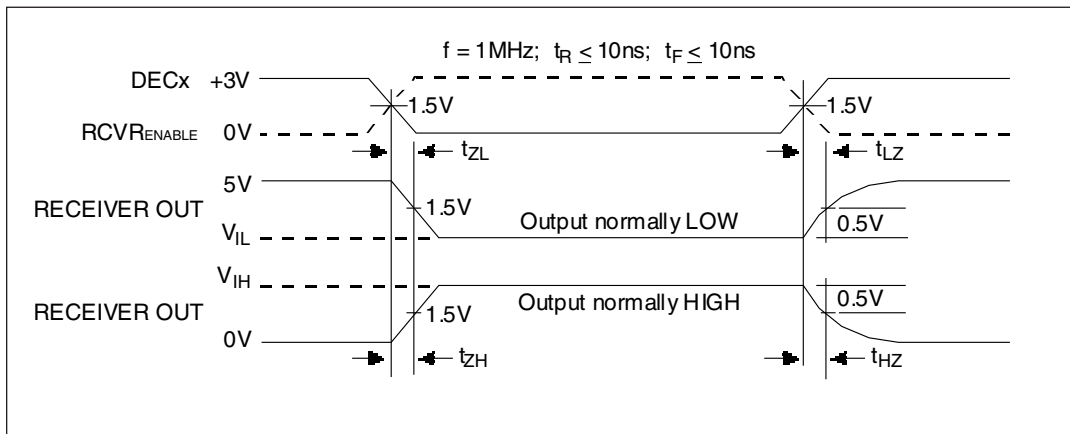 f = 1MHz; tR ≤ 10ns; tF ≤ 10ns
DECx +3V
1.5V
1.5V
RCVRENABLE 0V
tZL
tLZ
5V
RECEIVER OUT
1.5V
Output normally LOW
0.5V
VIL
VIH
RECEIVER OUT
1.5V
Output normally HIGH
0.5V
0V
tZH
tHZ